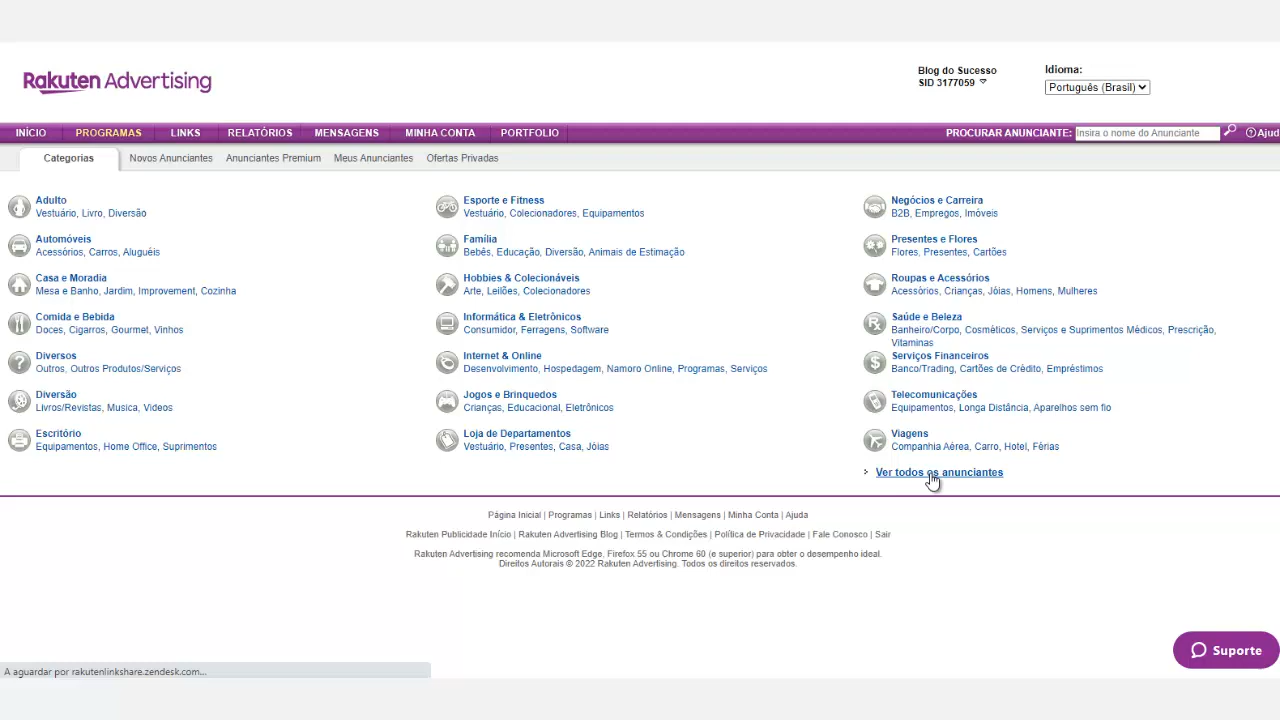 Rakuten Advertising
Blog do Sucesso
SID 3177059
Idioma:
Português (Brasil)
INÍCIO PROGRAMAS LINKS RELATÓRIOS MENSAGENS MINHA CONTA PORTFOLIO PROCURAR ANUNCIANTE: Insira o nome do Anunciante Ajud
Categorias Novos Anunciantes Anunciantes Premium Meus Anunciantes Ofertas Privadas
Adulto
Vestuário, Livro, Diversão
Automóveis
Acessórios, Carros, Aluguéis
Casa e Moradia
Mesa e Banho, Jardim, Improvement, Cozinha
Comida e Bebida
Doces, Cigarros, Gourmet, Vinhos
Diversos
Outros, Outros Produtos/Serviços
Diversão
Livros/Revistas, Musica, Videos
Escritório
Equipamentos, Home Office, Suprimentos
Esporte e Fitness
Vestuário, Colecionadores, Equipamentos
Família
Bebês, Educação, Diversão, Animais de Estimação
Hobbies & Colecionáveis
Arte, Leilões, Colecionadores
Informática & Eletrônicos
Consumidor, Ferragens, Software
Internet & Online
Desenvolvimento, Hospedagem, Namoro Online, Programas, Serviços
Jogos e Brinquedos
Crianças, Educacional, Eletrônicos
Loja de Departamentos
Vestuário, Presentes, Casa, Jóias
Negócios e Carreira
B2B, Empregos, Imóveis
Presentes e Flores
Flores, Presentes, Cartões
Roupas e Acessórios
Acessórios, Crianças, Jóias, Homens, Mulheres
Saúde e Beleza
Banheiro/Corpo, Cosméticos, Serviços e Suprimentos Médicos, Prescrição,
Vitaminas
Serviços Financeiros
Banco/Trading, Cartões de Crèdito, Empréstimos
Telecomunicações
Equipamentos, Longa Distância, Aparelhos sem fio
Viagens
Companhia Aérea, Carro, Hotel, Férias
Ver todos os anunciantes
Página Inicial | Programas | Links | Relatórios | Mensagens | Minha Conta | Ajuda
Rakuten Publicidade Início | Rakuten Advertising Blog | Termos & Condições | Política de Privacidade | Fale Conosco | Sair
Rakuten Advertising recomenda Microsoft Edge, Firefox 55 ou Chrome 60 (e superior) para obter o desempenho ideal.
Direitos Autorais © 2022 Rakuten Advertising. Todos os direitos reservados.
Suporte
A aguardar por rakutenlinkshare.zendesk.com...